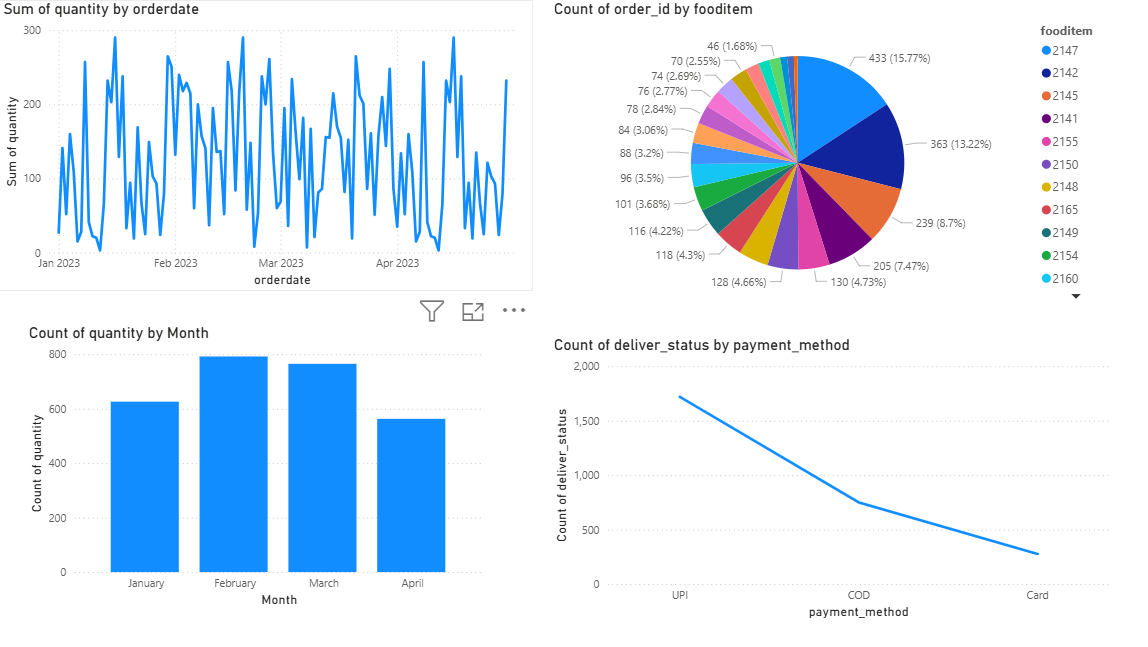 Sum of quantity by orderdate
300
200
100
0
Sum of quantity
Jan 2023
Feb 2023
Mar 2023
Apr 2023
orderdate
Count of order_id by fooditem
433 (15.77%)
363 (13.22%)
239 (8.7%)
205 (7.47%)
130 (4.73%)
128 (4.66%)
118 (4.3%)
116 (4.22%)
101 (3.68%)
96 (3.5%)
88 (3.2%)
84 (3.06%)
78 (2.84%)
76 (2.77%)
74 (2.69%)
70 (2.55%)
46 (1.68%)
fooditem
2147
2142
2145
2141
2155
2150
2148
2165
2149
2154
2160
Count of quantity by Month
800
600
400
200
0
Count of quantity
January
February
March
April
Month
Count of deliver_status by payment_method
2,000
1,500
1,000
500
0
Count of deliver_status
UPI
COD
Card
payment_method